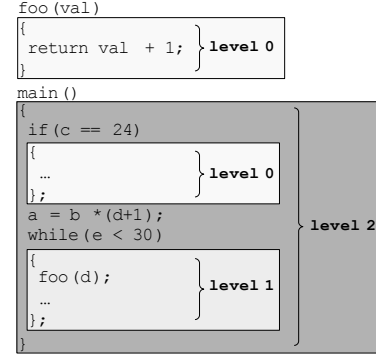 foo(val)
{
return val + 1; level 0
}
main()
{
if(c == 24)
{
… level 0
};
a = b *(d+1);
while(e < 30) level 2
{
foo(d);
… level 1
};
}